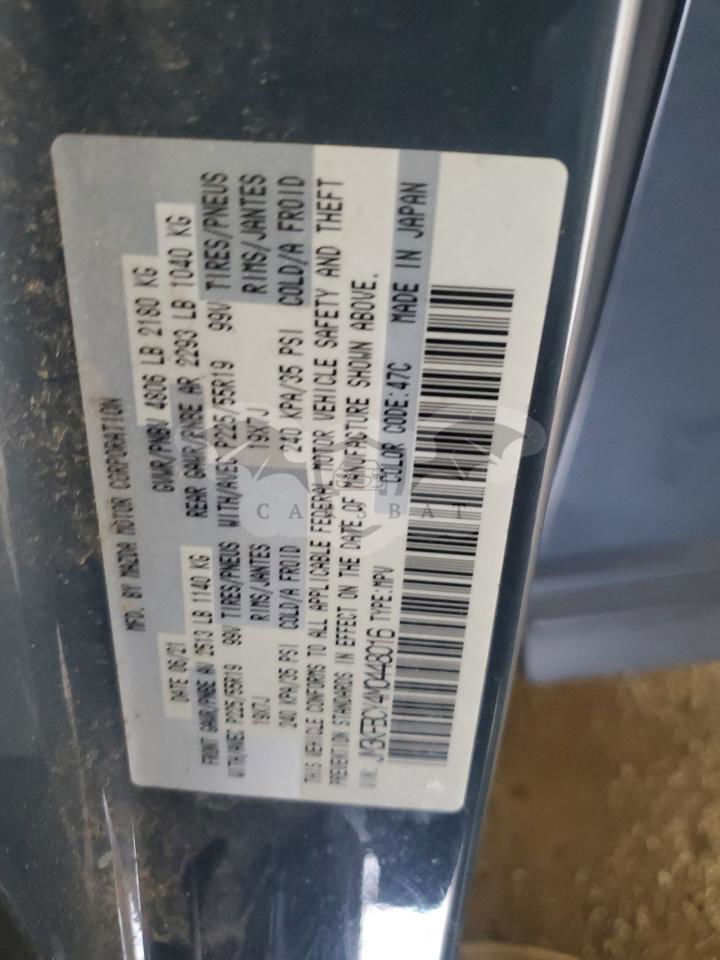 MFD. BY MAZDA MOTOR CORPORATION
DATE 06/21 GVWR/PNBV 4806 LB 2180 KG
FRONT GAWR/PNBE AV 2513 LB 1140 KG REAR GAWR/PNBE AR 2293 LB 1040 KG
WITH/AVEC P225/55R19 99V TIRES/PNEUS WITH/AVEC P225/55R19 99V TIRES/PNEUS
19X7J RIMS/JANTES 19X7J RIMS/JANTES
240 KPA/35 PSI COLD/A FROID 240 KPA/35 PSI COLD/A FROID
THIS VEHICLE CONFORMS TO ALL APPLICABLE FEDERAL MOTOR VEHICLE SAFETY AND THEFT
PREVENTION STANDARDS IN EFFECT ON THE DATE OF MANUFACTURE SHOWN ABOVE.
VIN: JM3KFBCY4M0448016 TYPE:MPV COLOR CODE:47C MADE IN JAPAN
CARSBAT